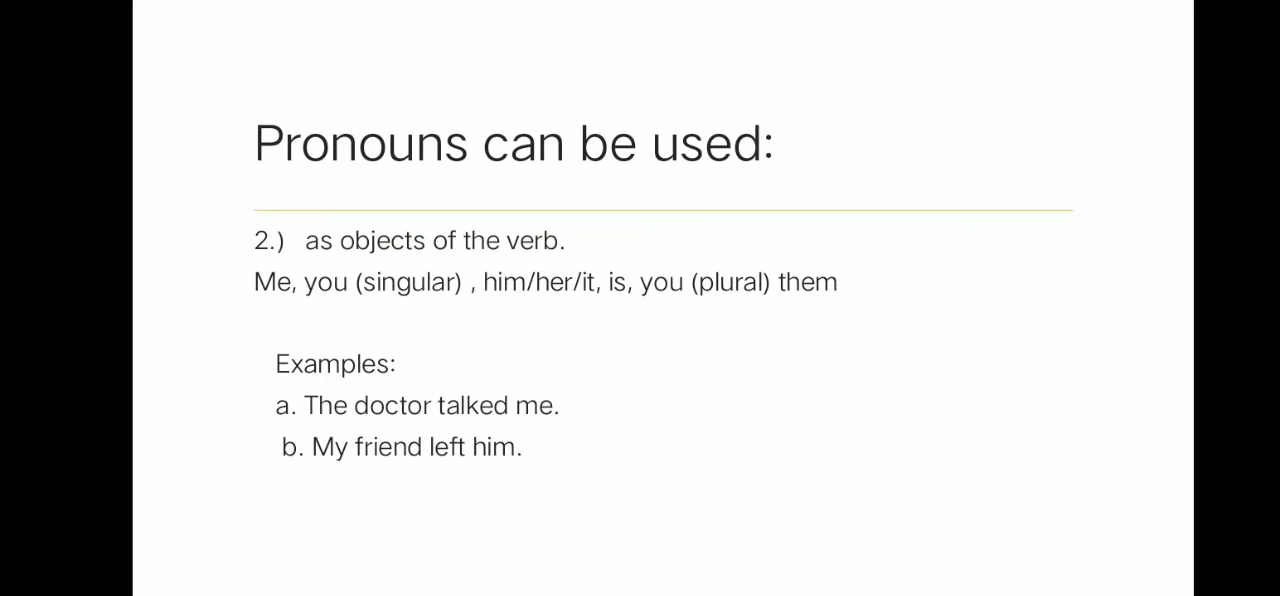 Pronouns can be used:
2.) as objects of the verb.
Me, you (singular) , him/her/it, is, you (plural) them
Examples:
a. The doctor talked me.
b. My friend left him.